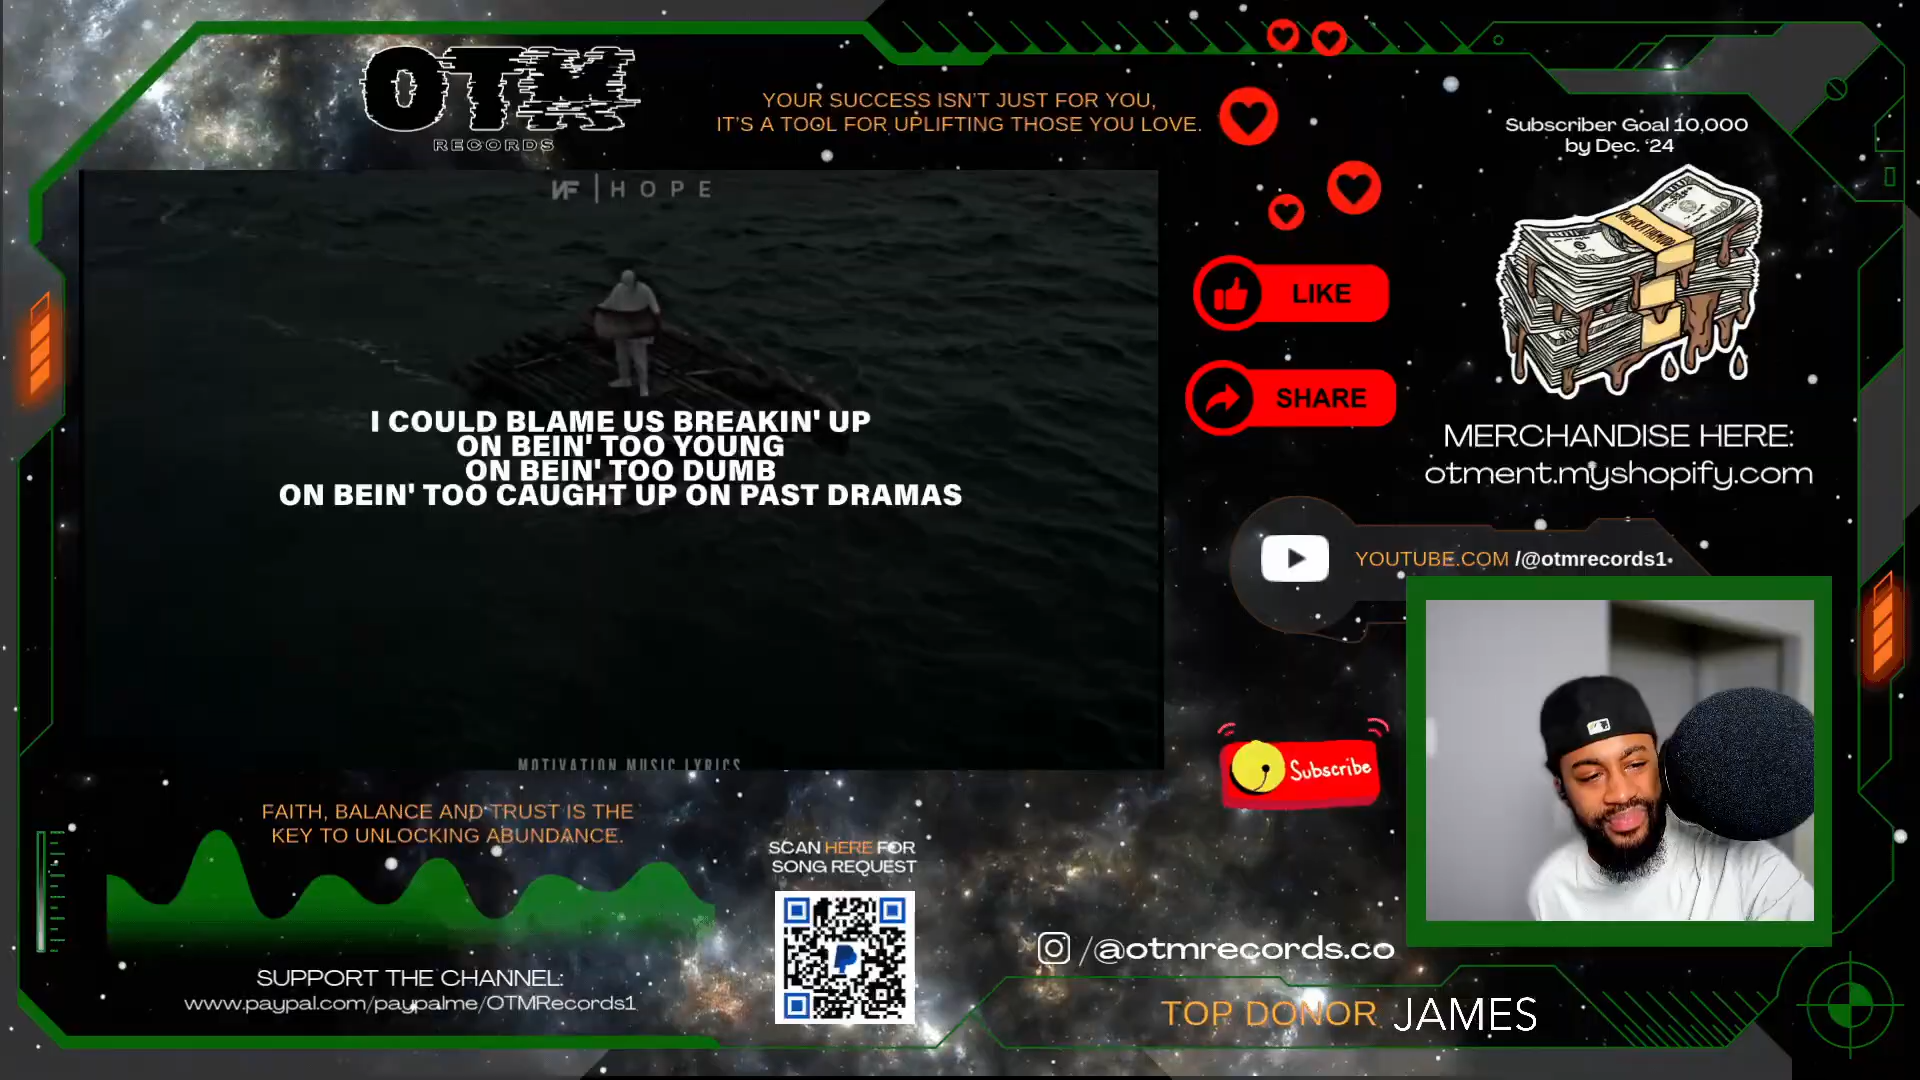 OTM
RECORDS
YOUR SUCCESS ISN'T JUST FOR YOU,
IT'S A TOOL FOR UPLIFTING THOSE YOU LOVE.
Subscriber Goal 10,000
by Dec. '24
NF | HOPE
I COULD BLAME US BREAKIN' UP
ON BEIN' TOO YOUNG
ON BEIN' TOO DUMB
ON BEIN' TOO CAUGHT UP ON PAST DRAMAS
MOTIVATION MUSIC LYRICS
LIKE
SHARE
MERCHANDISE HERE:
otment.myshopify.com
YOUTUBE.COM /@otmrecords1
Subscribe
FAITH, BALANCE AND TRUST IS THE
KEY TO UNLOCKING ABUNDANCE.
SCAN HERE FOR
SONG REQUEST
SUPPORT THE CHANNEL:
www.paypal.com/paypalme/OTMRecords1
/@otmrecords.co
TOP DONOR JAMES